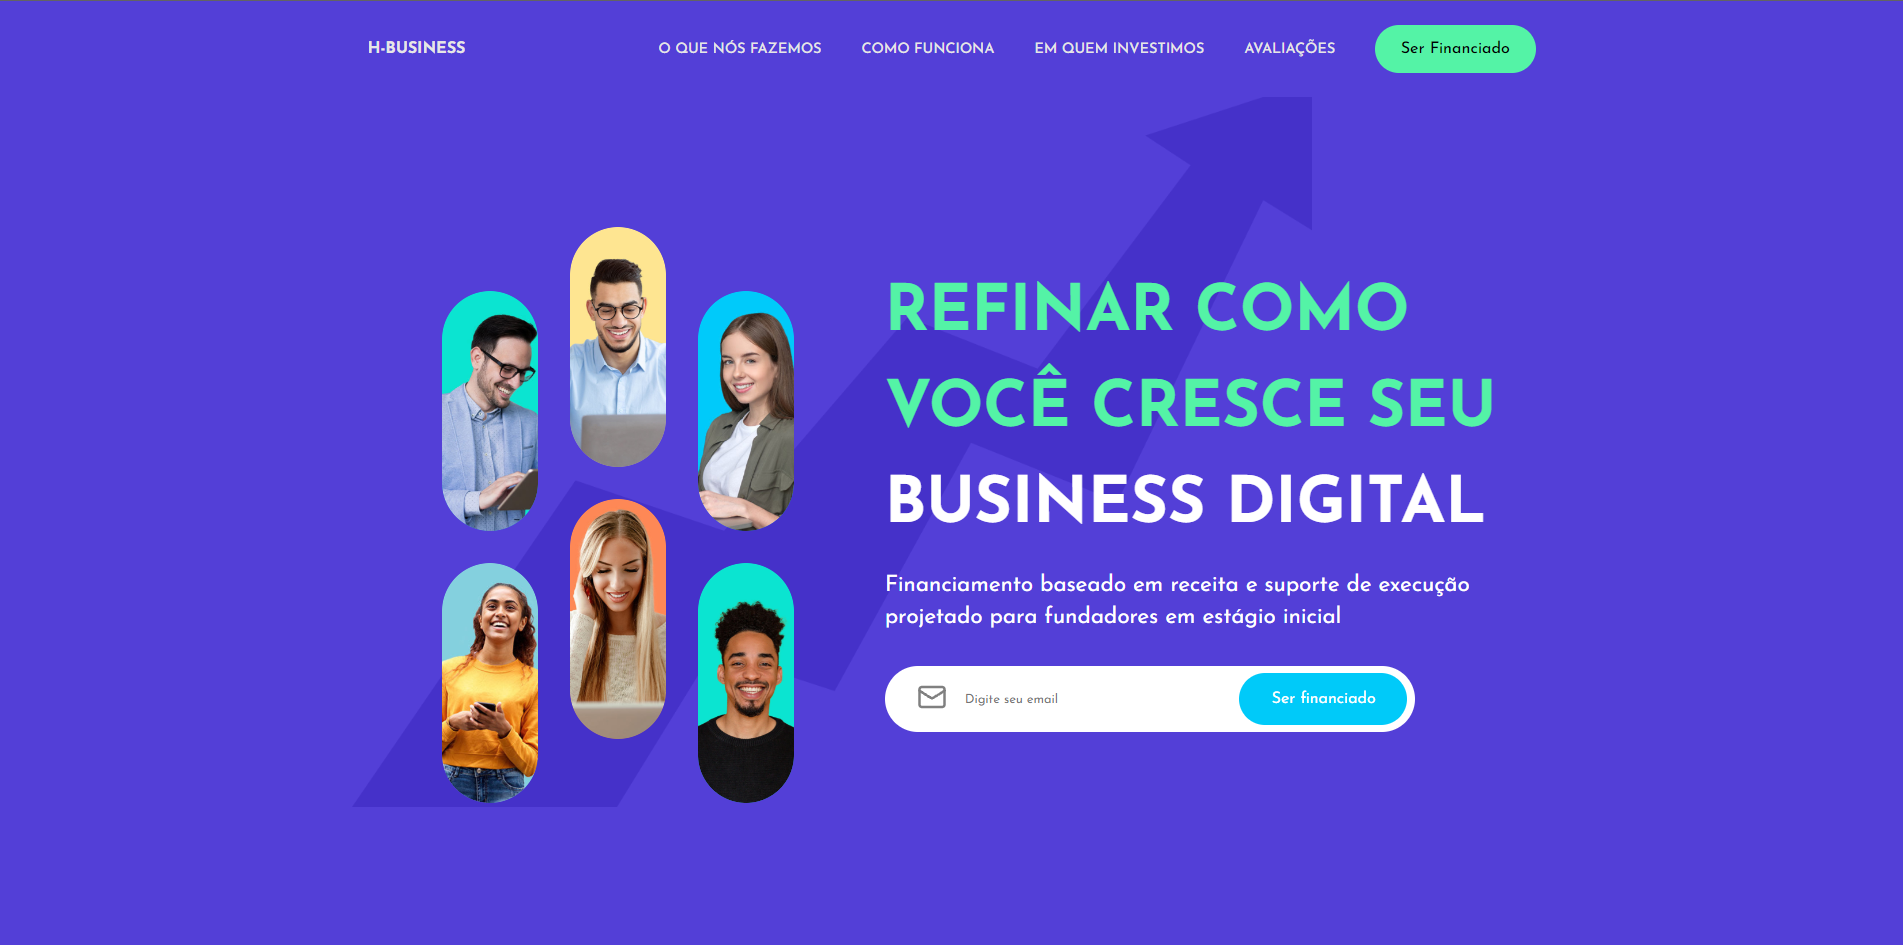 H-BUSINESS
O QUE NÓS FAZEMOS
COMO FUNCIONA
EM QUEM INVESTIMOS
AVALIAÇÕES
Ser Financiado
REFINAR COMO
VOCÊ CRESCE SEU
BUSINESS DIGITAL
Financiamento baseado em receita e suporte de execução
projetado para fundadores em estágio inicial
Digite seu email
Ser financiado